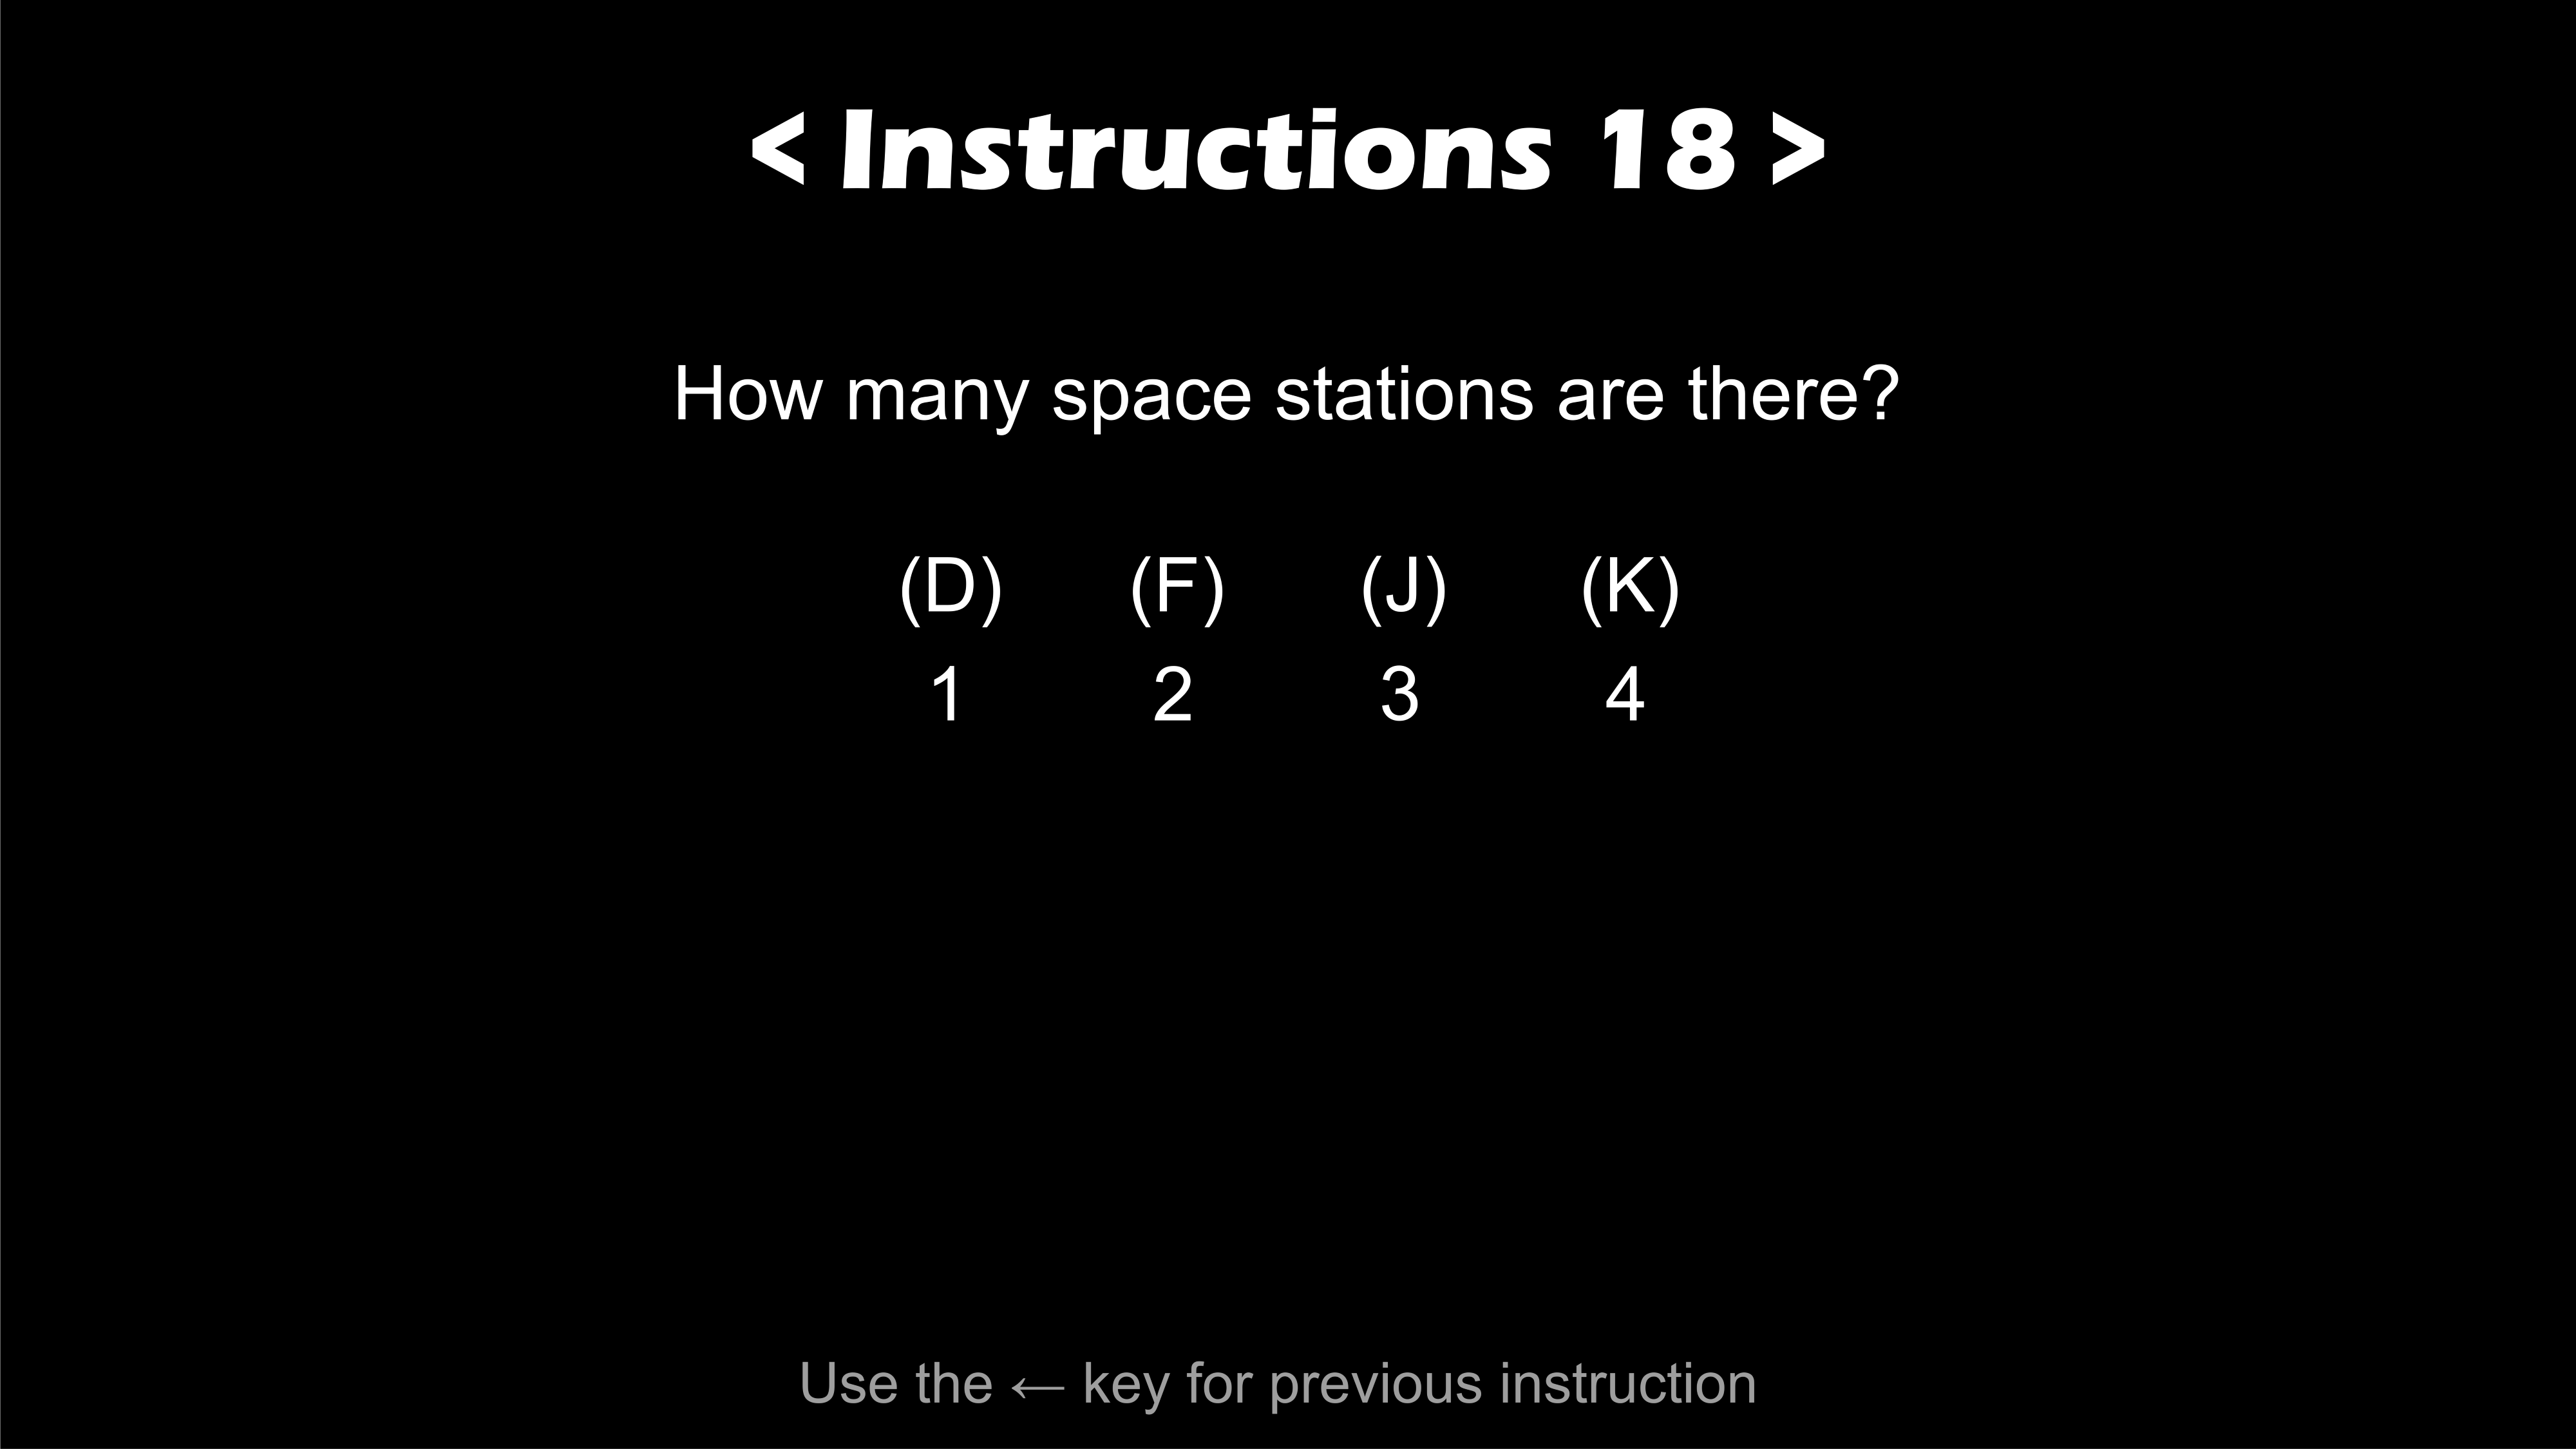 < Instructions 18 >
How many space stations are there?
(D) (F) (J) (K)
1 2 3 4
Use the ← key for previous instruction